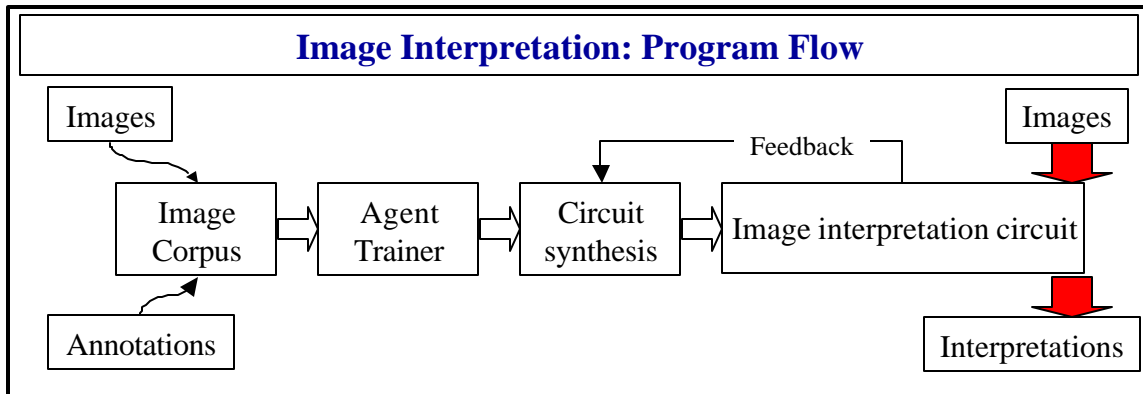 Image Interpretation: Program Flow
Images
Images
Feedback
Image
Corpus
Agent
Trainer
Circuit
synthesis
Image interpretation circuit
Annotations
Interpretations